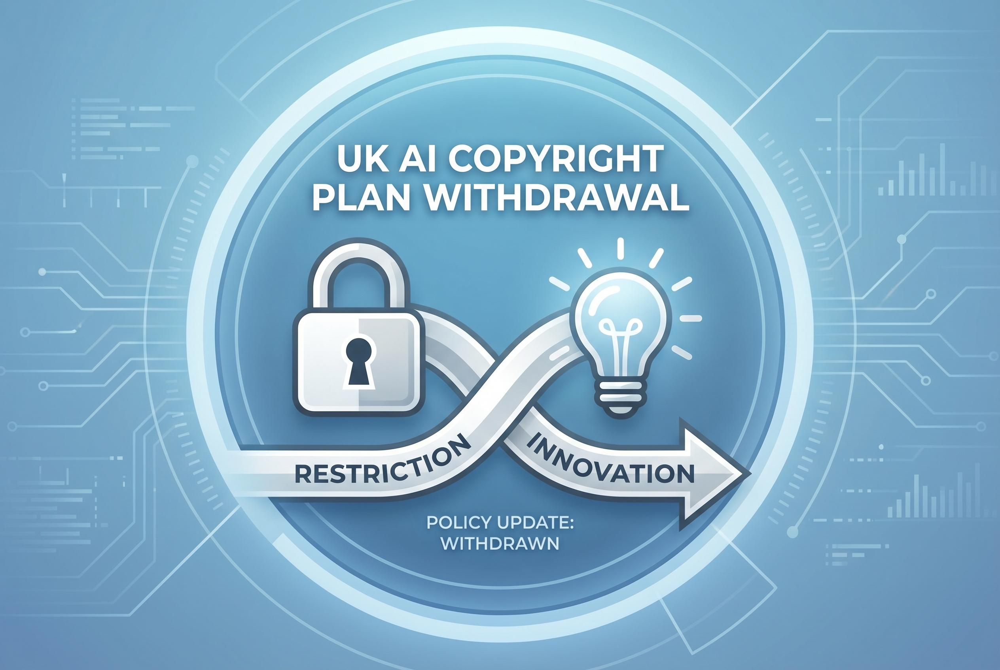 UK AI COPYRIGHT
PLAN WITHDRAWAL
RESTRICTION
INNOVATION
POLICY UPDATE:
WITHDRAWN